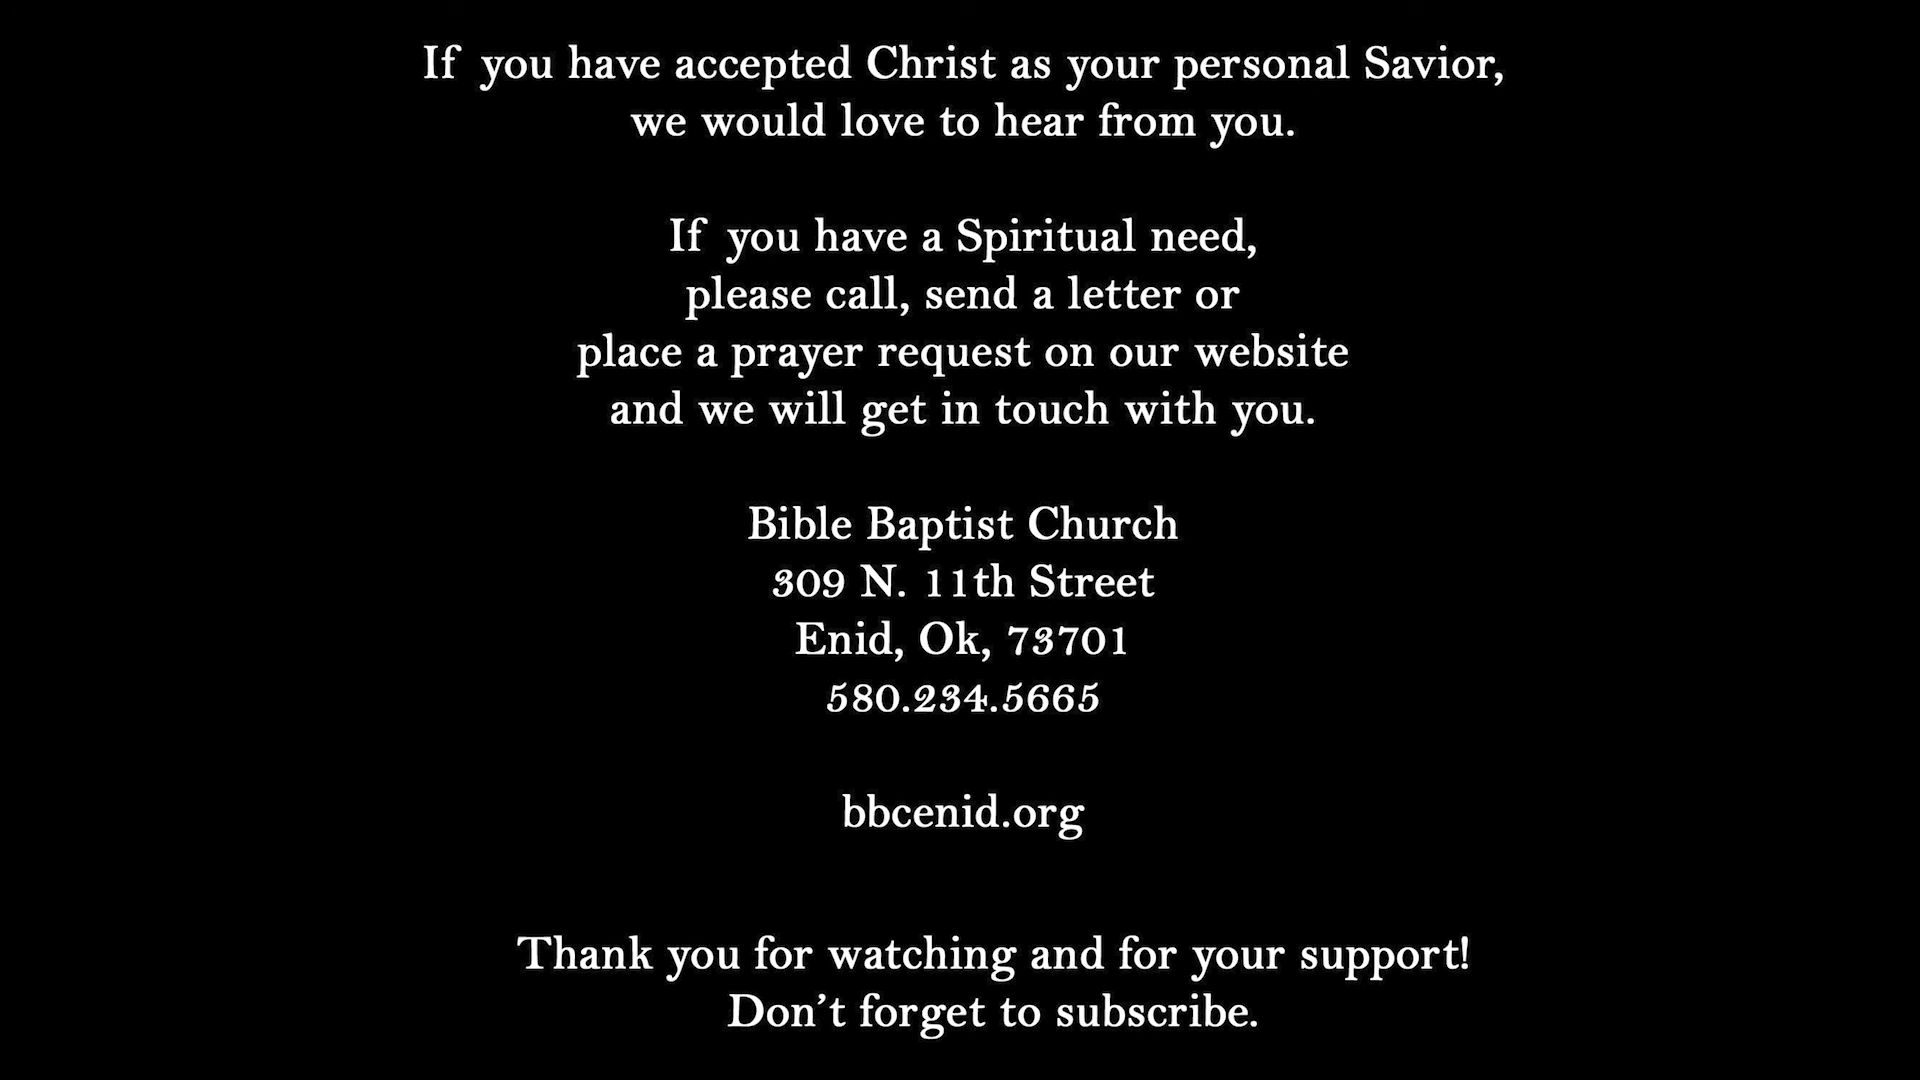 If you have accepted Christ as your personal Savior,
we would love to hear from you.
If you have a Spiritual need,
please call, send a letter or
place a prayer request on our website
and we will get in touch with you.
Bible Baptist Church
309 N. 11th Street
Enid, Ok, 73701
580.234.5665
bbcenid.org
Thank you for watching and for your support!
Don’t forget to subscribe.